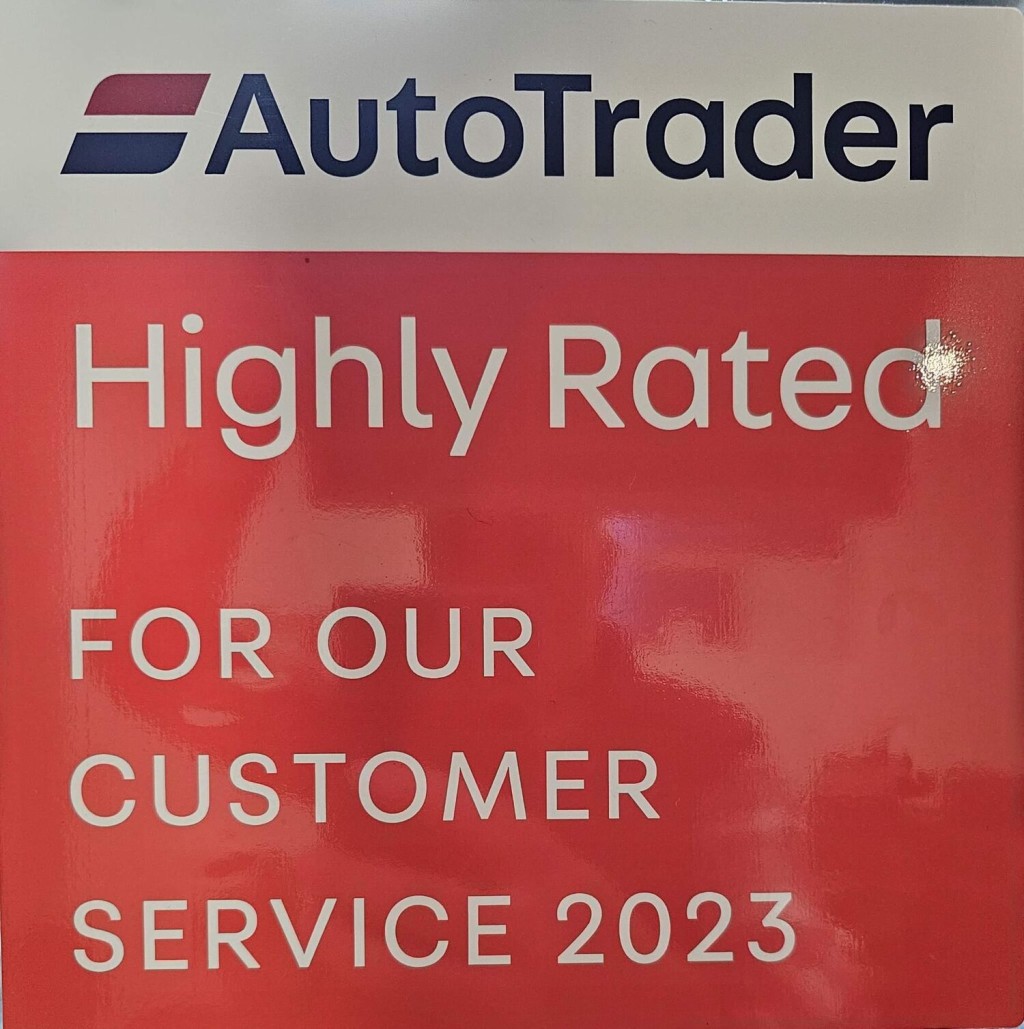 AutoTrader
Highly Rated
FOR OUR
CUSTOMER
SERVICE 2023